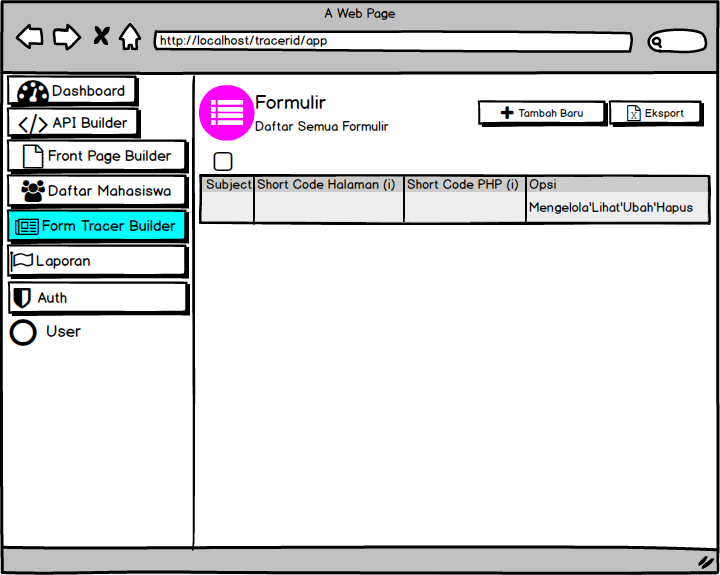 A Web Page
http://localhost/tracerid/app
Dashboard
API Builder
Front Page Builder
Daftar Mahasiswa
Form Tracer Builder
Laporan
Auth
User
Formulir
Daftar Semua Formulir
Tambah Baru
Eksport
Subject Short Code Halaman (i) Short Code PHP (i) Opsi
Mengelola'Lihat'Ubah'Hapus